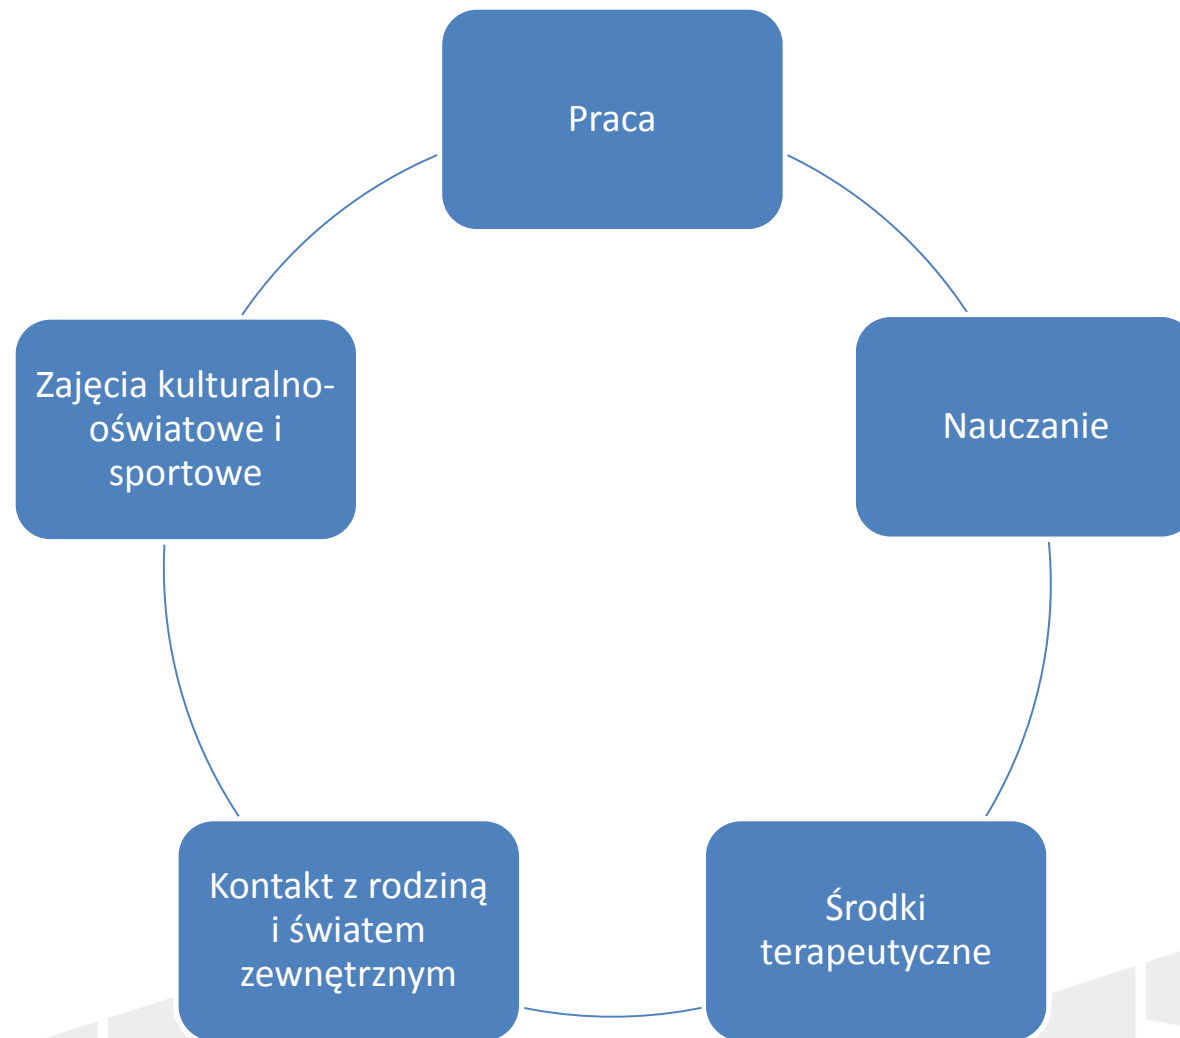 Praca
Nauczanie
Środki
terapeutyczne
Kontakt z rodziną
i światem
zewnętrznym
Zajęcia kulturalno-
oświatowe i
sportowe